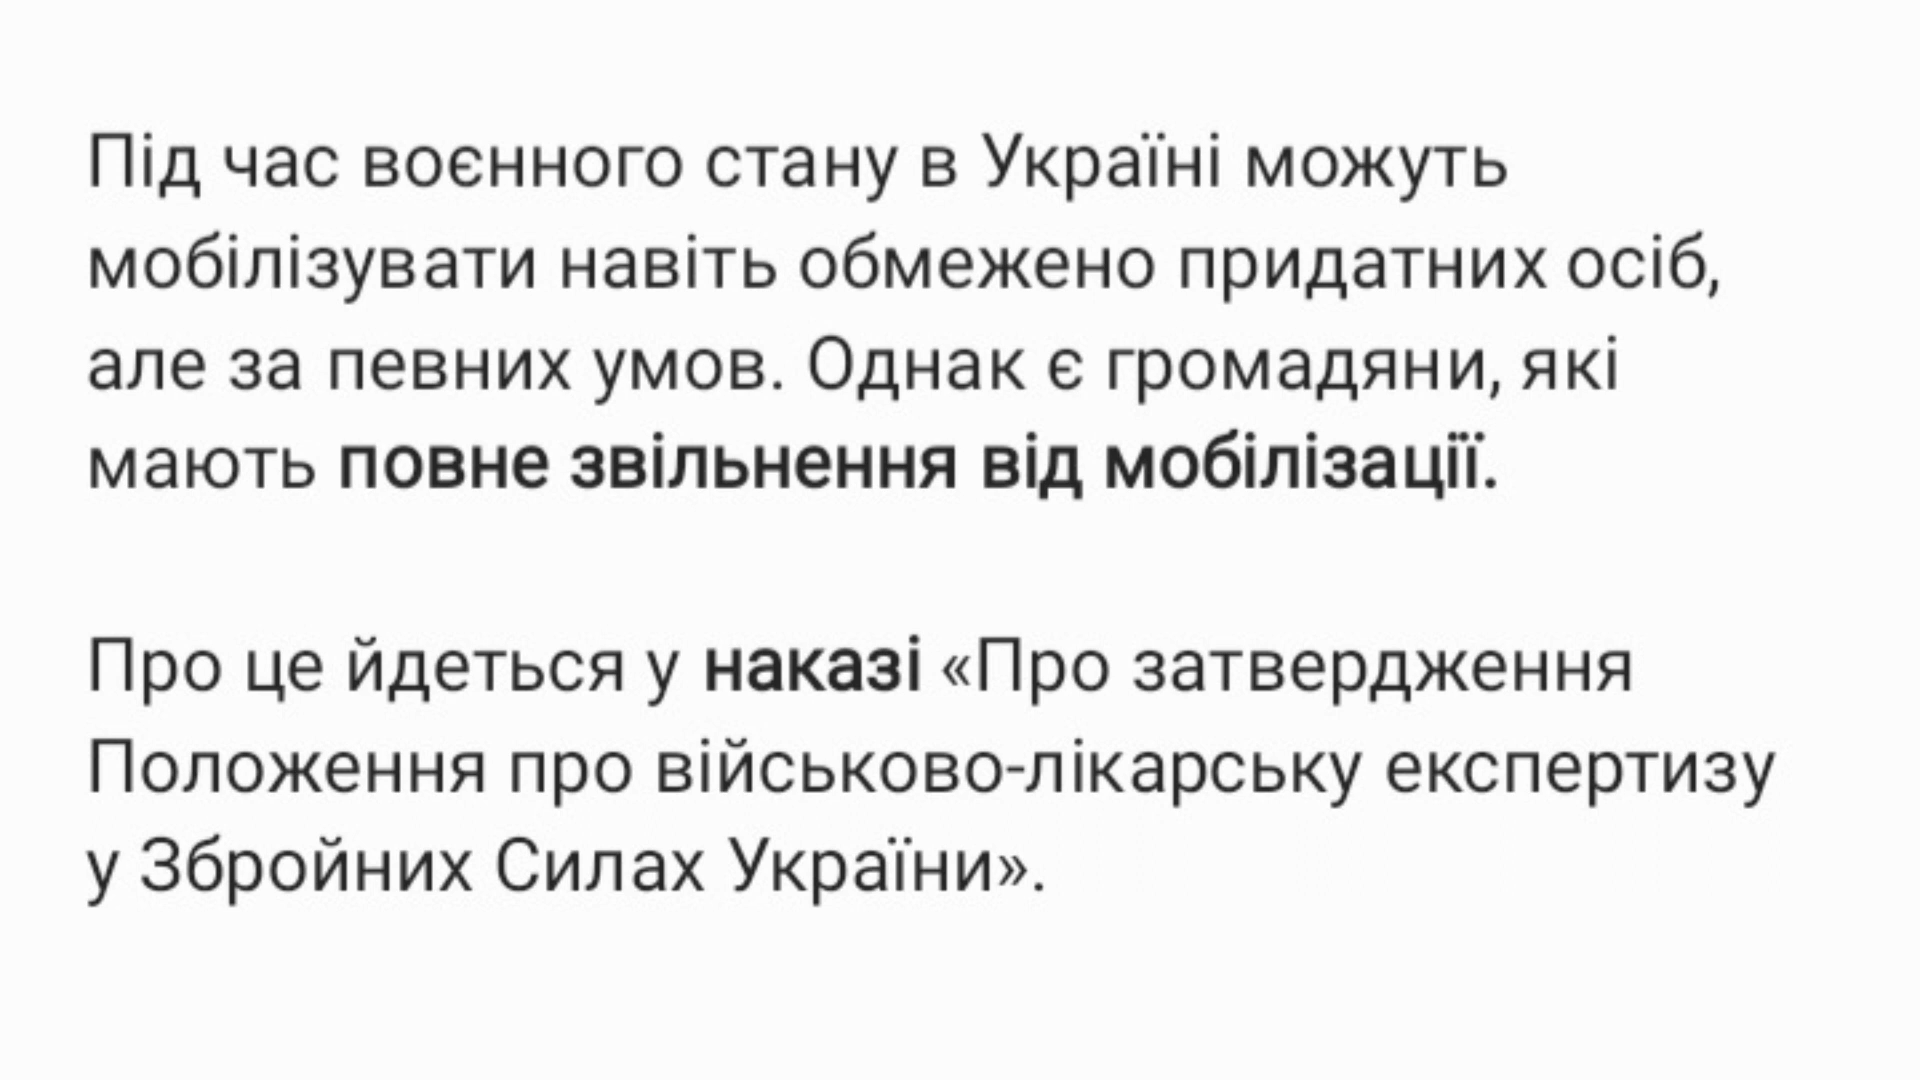 Під час воєнного стану в Україні можуть
мобілізувати навіть обмежено придатних осіб,
але за певних умов. Однак є громадяни, які
мають повне звільнення від мобілізації.
Про це йдеться у наказі «Про затвердження
Положення про військово-лікарську експертизу
у Збройних Силах України».